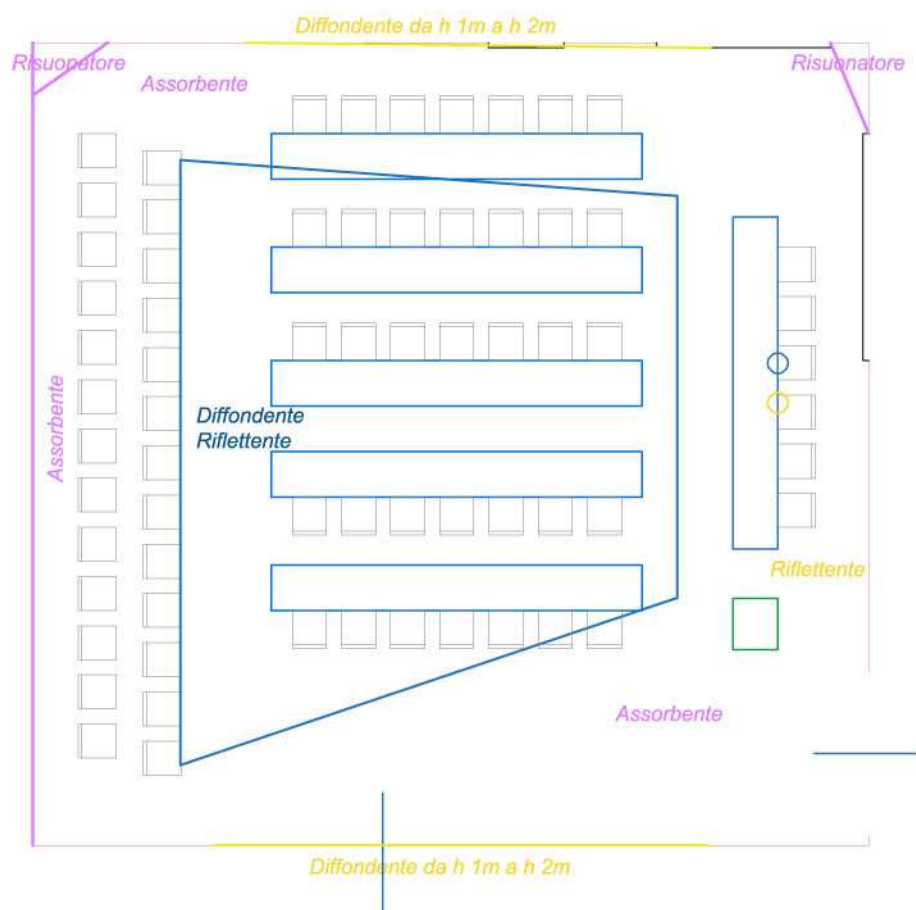 Diffondente da h 1m a h 2m
Risuonatore
Risuonatore
Assorbente
Assorbente
Diffondente
Riflettente
Riflettente
Assorbente
Diffondente da h 1m a h 2m